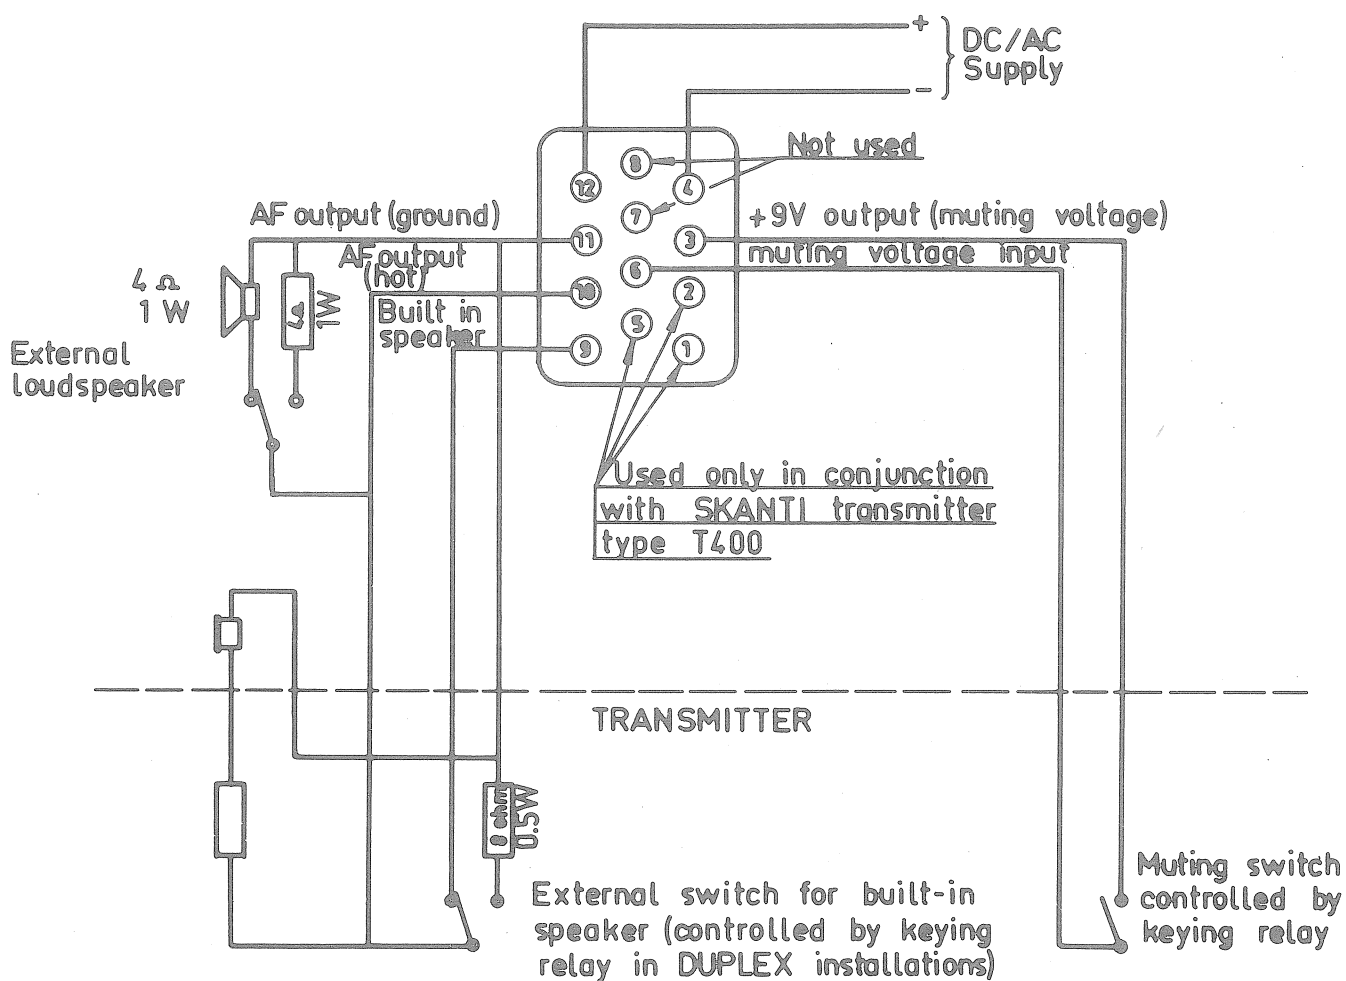 +
DC/AC
Supply
-
Not used
8
12
4
7
AF output (ground)
+9V output (muting voltage)
11
3
AF output
(hot)
muting voltage input
6
4 Ω
1 W
4Ω
1W
10
2
Built in
speaker
5
9
1
External
loudspeaker
Used only in conjunction
with SKANTI transmitter
type T400
TRANSMITTER
8 ohm
0.5W
External switch for built-in
speaker (controlled by keying
relay in DUPLEX installations)
Muting switch
controlled by
keying relay